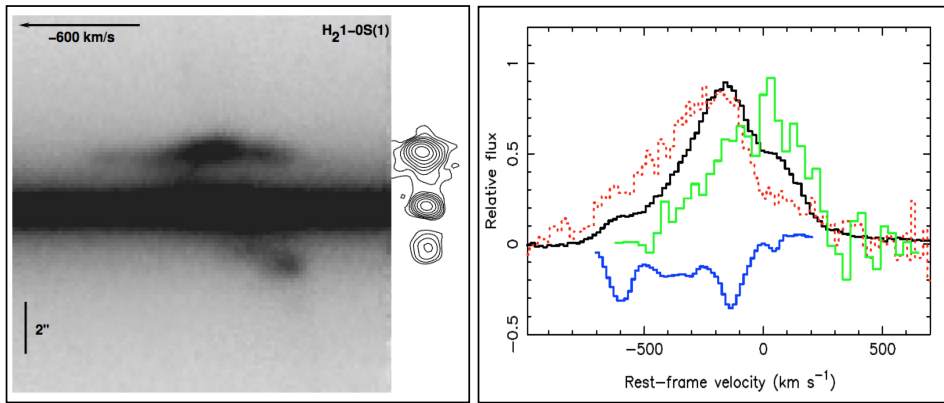 H₂1−0S(1)
−600 km/s
2"
Relative flux
1
0.5
0
−0.5
−500
0
500
Rest−frame velocity (km s⁻¹)